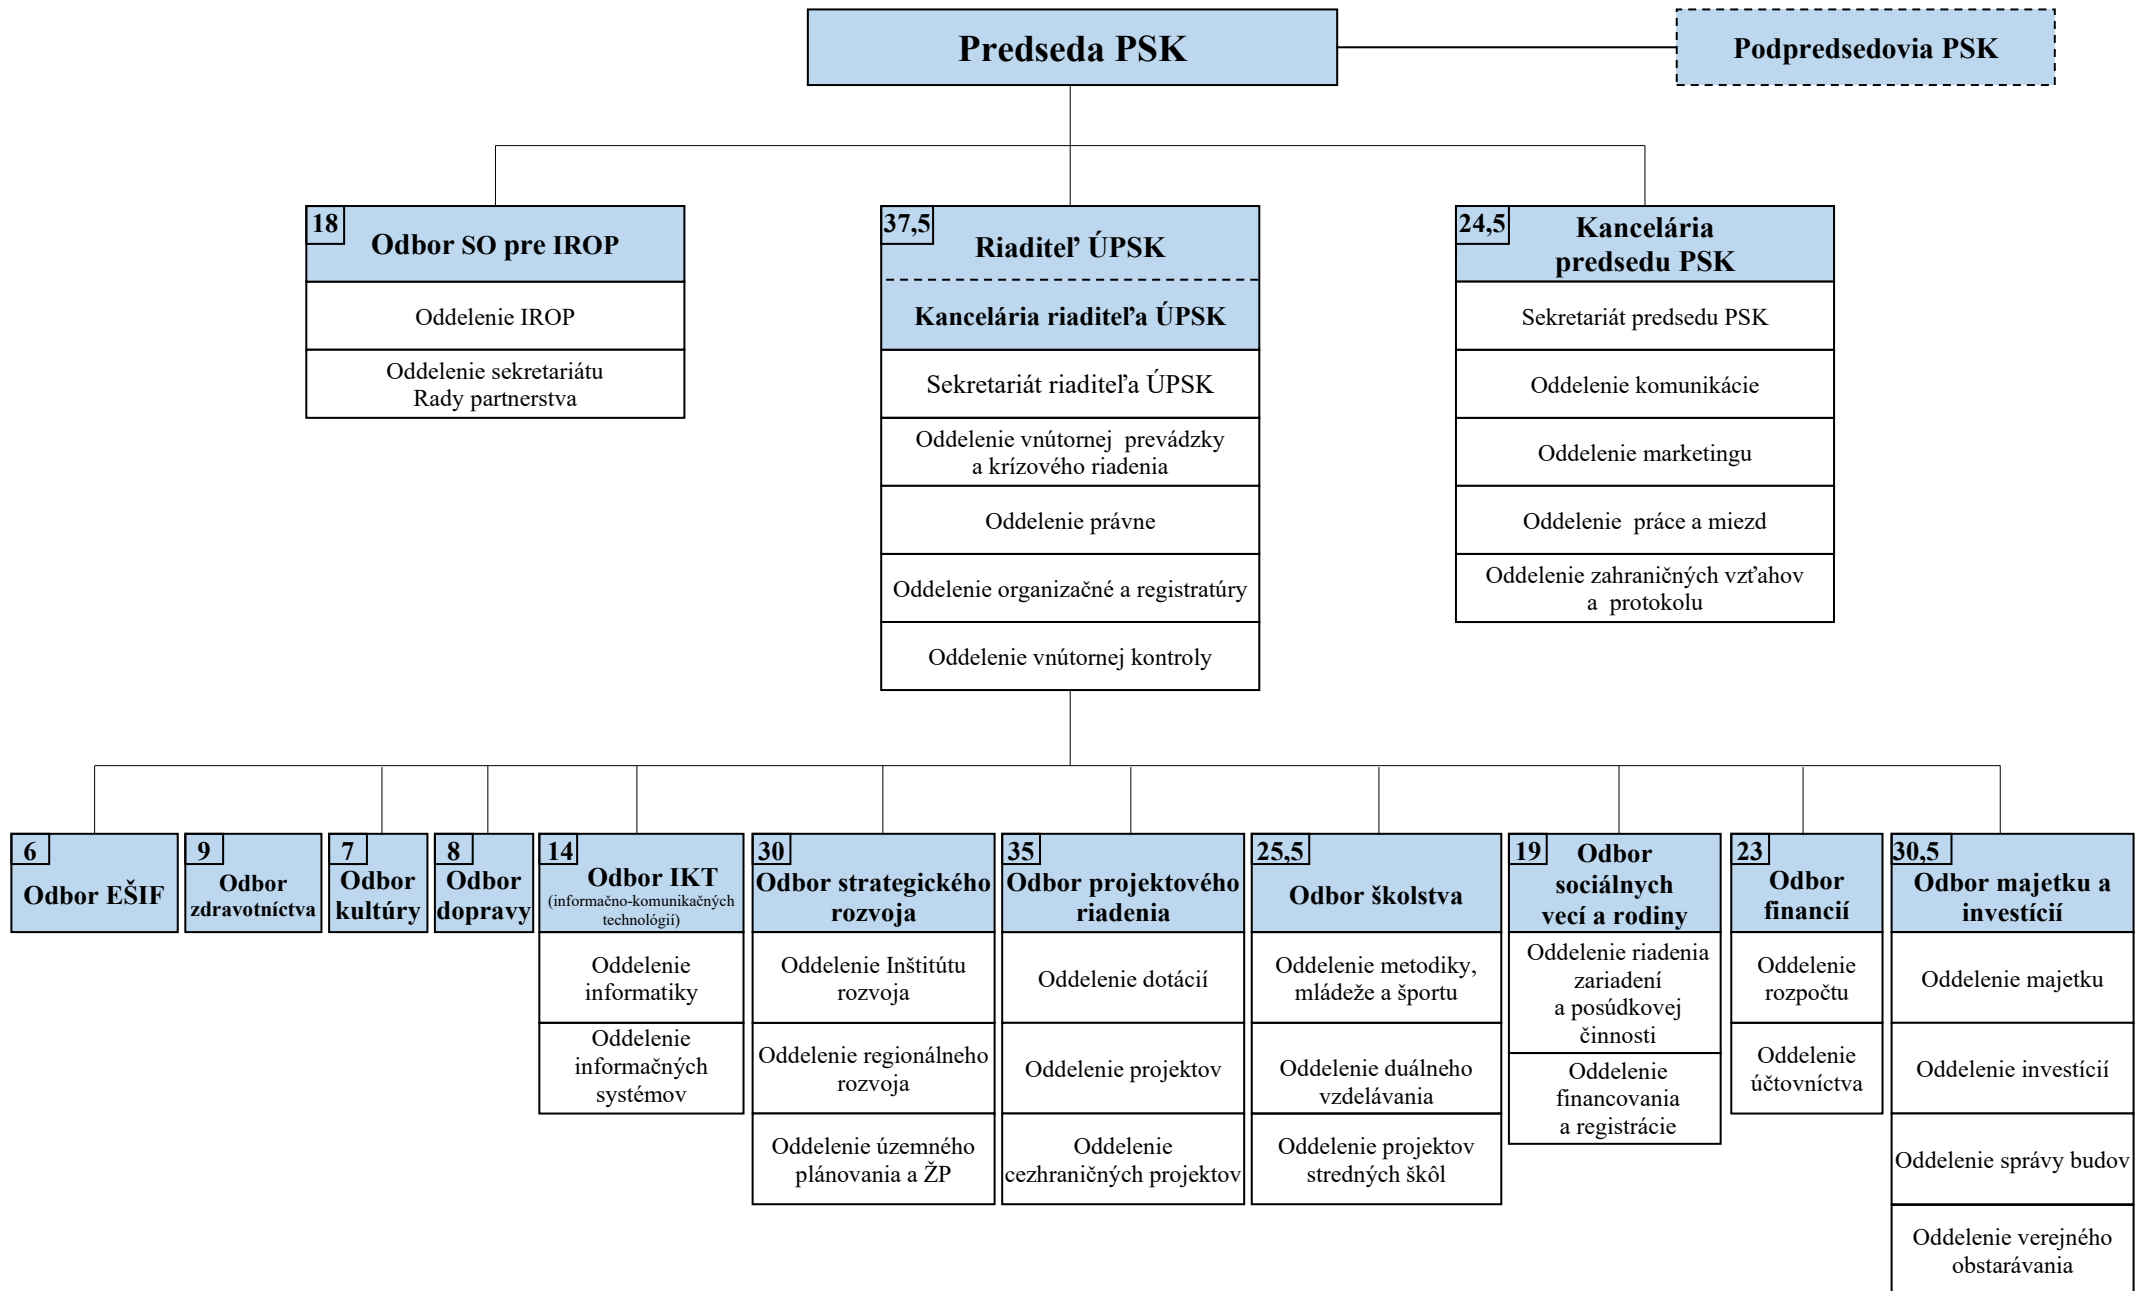 Predseda PSK
Podpredsedovia PSK
18
Odbor SO pre IROP
Oddelenie IROP
Oddelenie sekretariátu
Rady partnerstva
37,5
Riaditeľ ÚPSK
Kancelária riaditeľa ÚPSK
Sekretariát riaditeľa ÚPSK
Oddelenie vnútornej prevádzky
a krízového riadenia
Oddelenie právne
Oddelenie organizačné a registratúry
Oddelenie vnútornej kontroly
24,5
Kancelária
predsedu PSK
Sekretariát predsedu PSK
Oddelenie komunikácie
Oddelenie marketingu
Oddelenie práce a miezd
Oddelenie zahraničných vzťahov
a protokolu
6
Odbor EŠIF
9
Odbor
zdravotníctva
7
Odbor
kultúry
8
Odbor
dopravy
14
Odbor IKT
(informačno-komunikačných
technológií)
Oddelenie
informatiky
Oddelenie
informačných
systémov
30
Odbor strategického
rozvoja
Oddelenie Inštitútu
rozvoja
Oddelenie regionálneho
rozvoja
Oddelenie územného
plánovania a ŽP
35
Odbor projektového
riadenia
Oddelenie dotácií
Oddelenie projektov
Oddelenie
cezhraničných projektov
25,5
Odbor školstva
Oddelenie metodiky,
mládeže a športu
Oddelenie duálneho
vzdelávania
Oddelenie projektov
stredných škôl
19
Odbor
sociálnych
vecí a rodiny
Oddelenie riadenia
zariadení
a posúdkovej
činnosti
Oddelenie
financovania
a registrácie
23
Odbor
financií
Oddelenie
rozpočtu
Oddelenie
účtovníctva
30,5
Odbor majetku a
investícií
Oddelenie majetku
Oddelenie investícií
Oddelenie správy budov
Oddelenie verejného
obstarávania